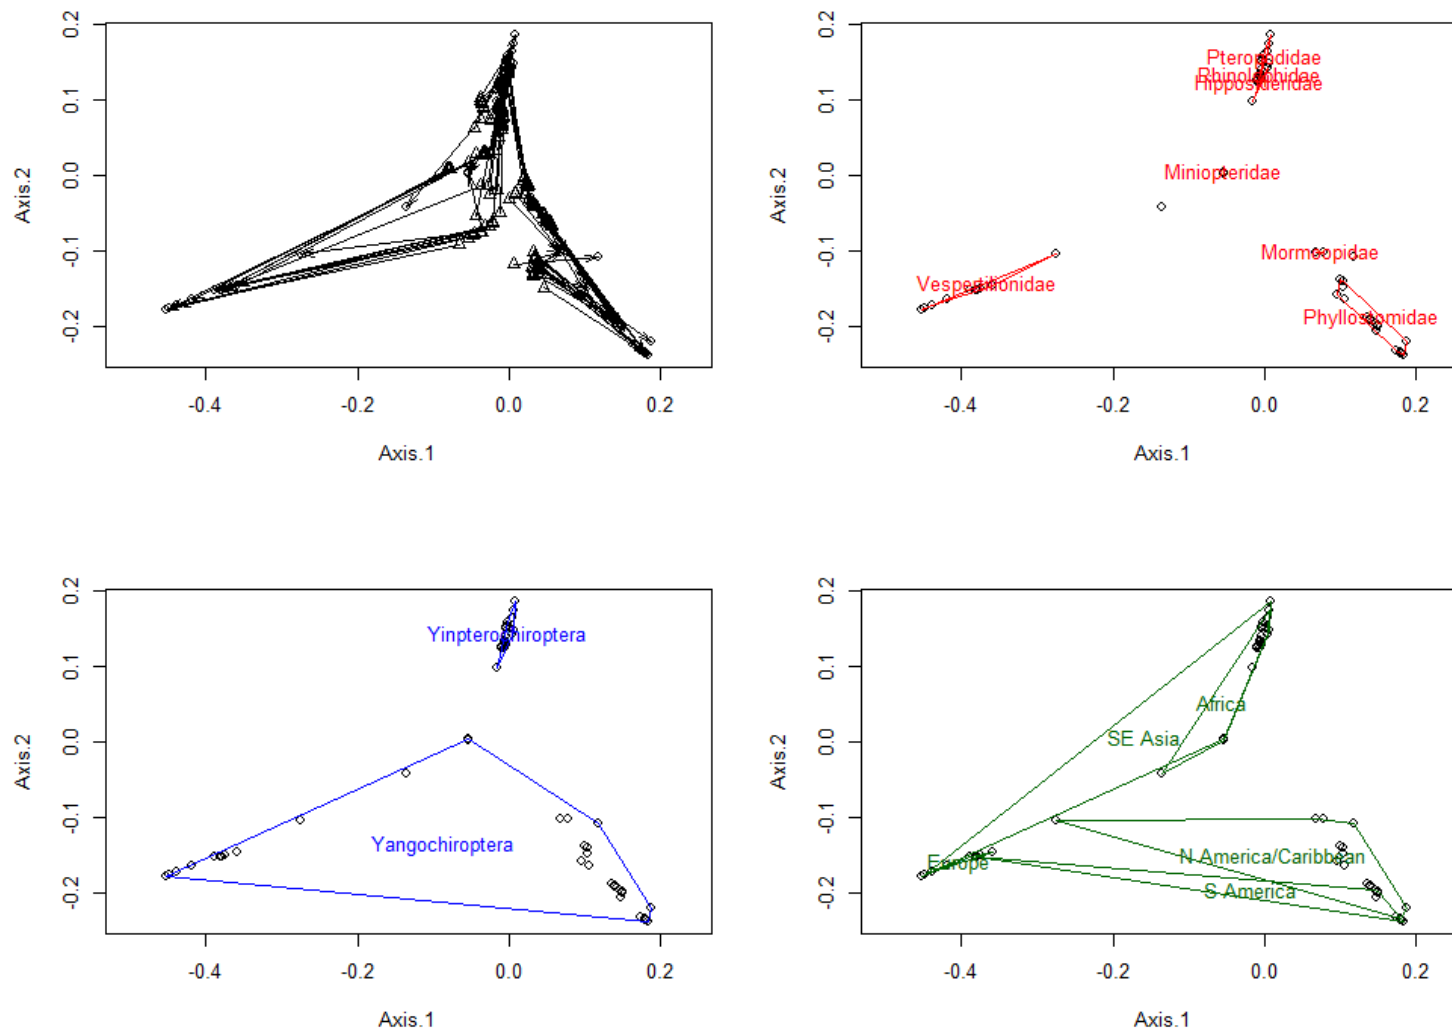 0.2
0.1
0.0
-0.1
-0.2
Axis.2
-0.4
-0.2
0.0
0.2
Axis.1
0.2
0.1
0.0
-0.1
-0.2
Axis.2
Pteropodidae
Rhinolophidae
Hipposideridae
Miniopteridae
Mormoopidae
Vespertilionidae
Phyllostomidae
-0.4
-0.2
0.0
0.2
Axis.1
0.2
0.1
0.0
-0.1
-0.2
Axis.2
Yinpterochiroptera
Yangochiroptera
-0.4
-0.2
0.0
0.2
Axis.1
0.2
0.1
0.0
-0.1
-0.2
Axis.2
Africa
SE Asia
Europe
N America/Caribbean
S America
-0.4
-0.2
0.0
0.2
Axis.1